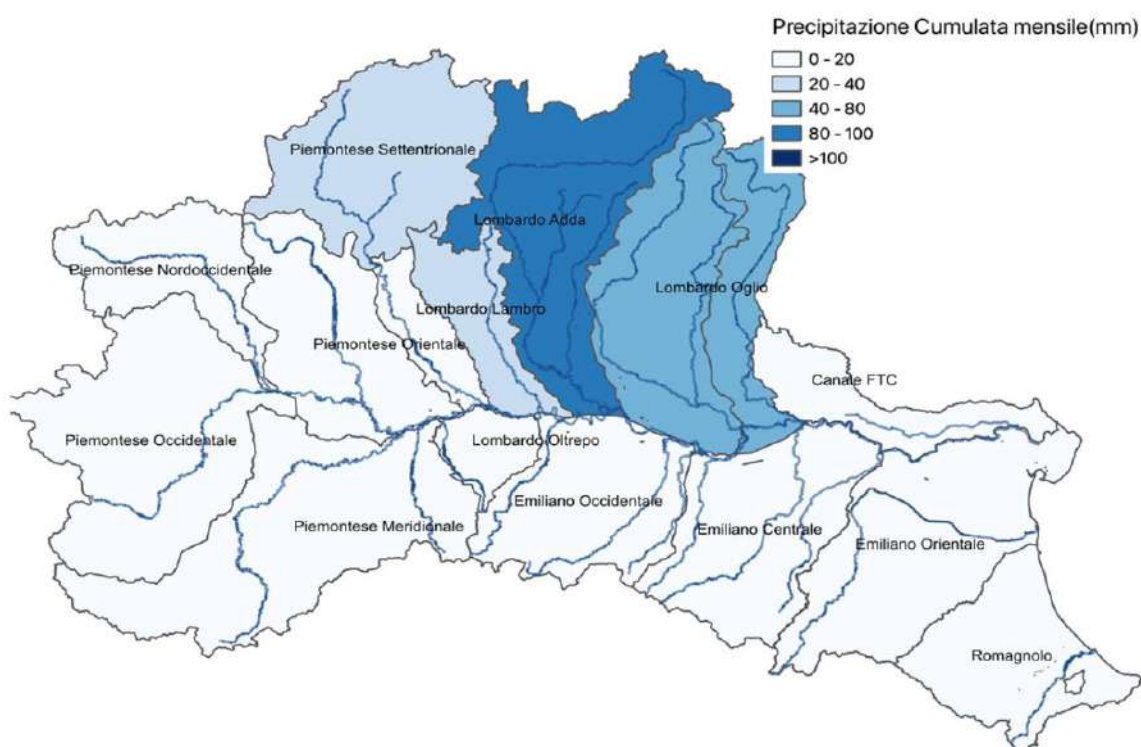 Precipitazione Cumulata mensile(mm)
0 - 20
20 - 40
40 - 80
80 - 100
>100
Piemontese Settentrionale
Lombardo Adda
Piemontese Nordoccidentale
Lombardo Oglio
Lombardo Lambro
Piemontese Orientale
Canale FTC
Piemontese Occidentale
Lombardo Oltrepo
Emiliano Occidentale
Piemontese Meridionale
Emiliano Centrale
Emiliano Orientale
Romagnolo